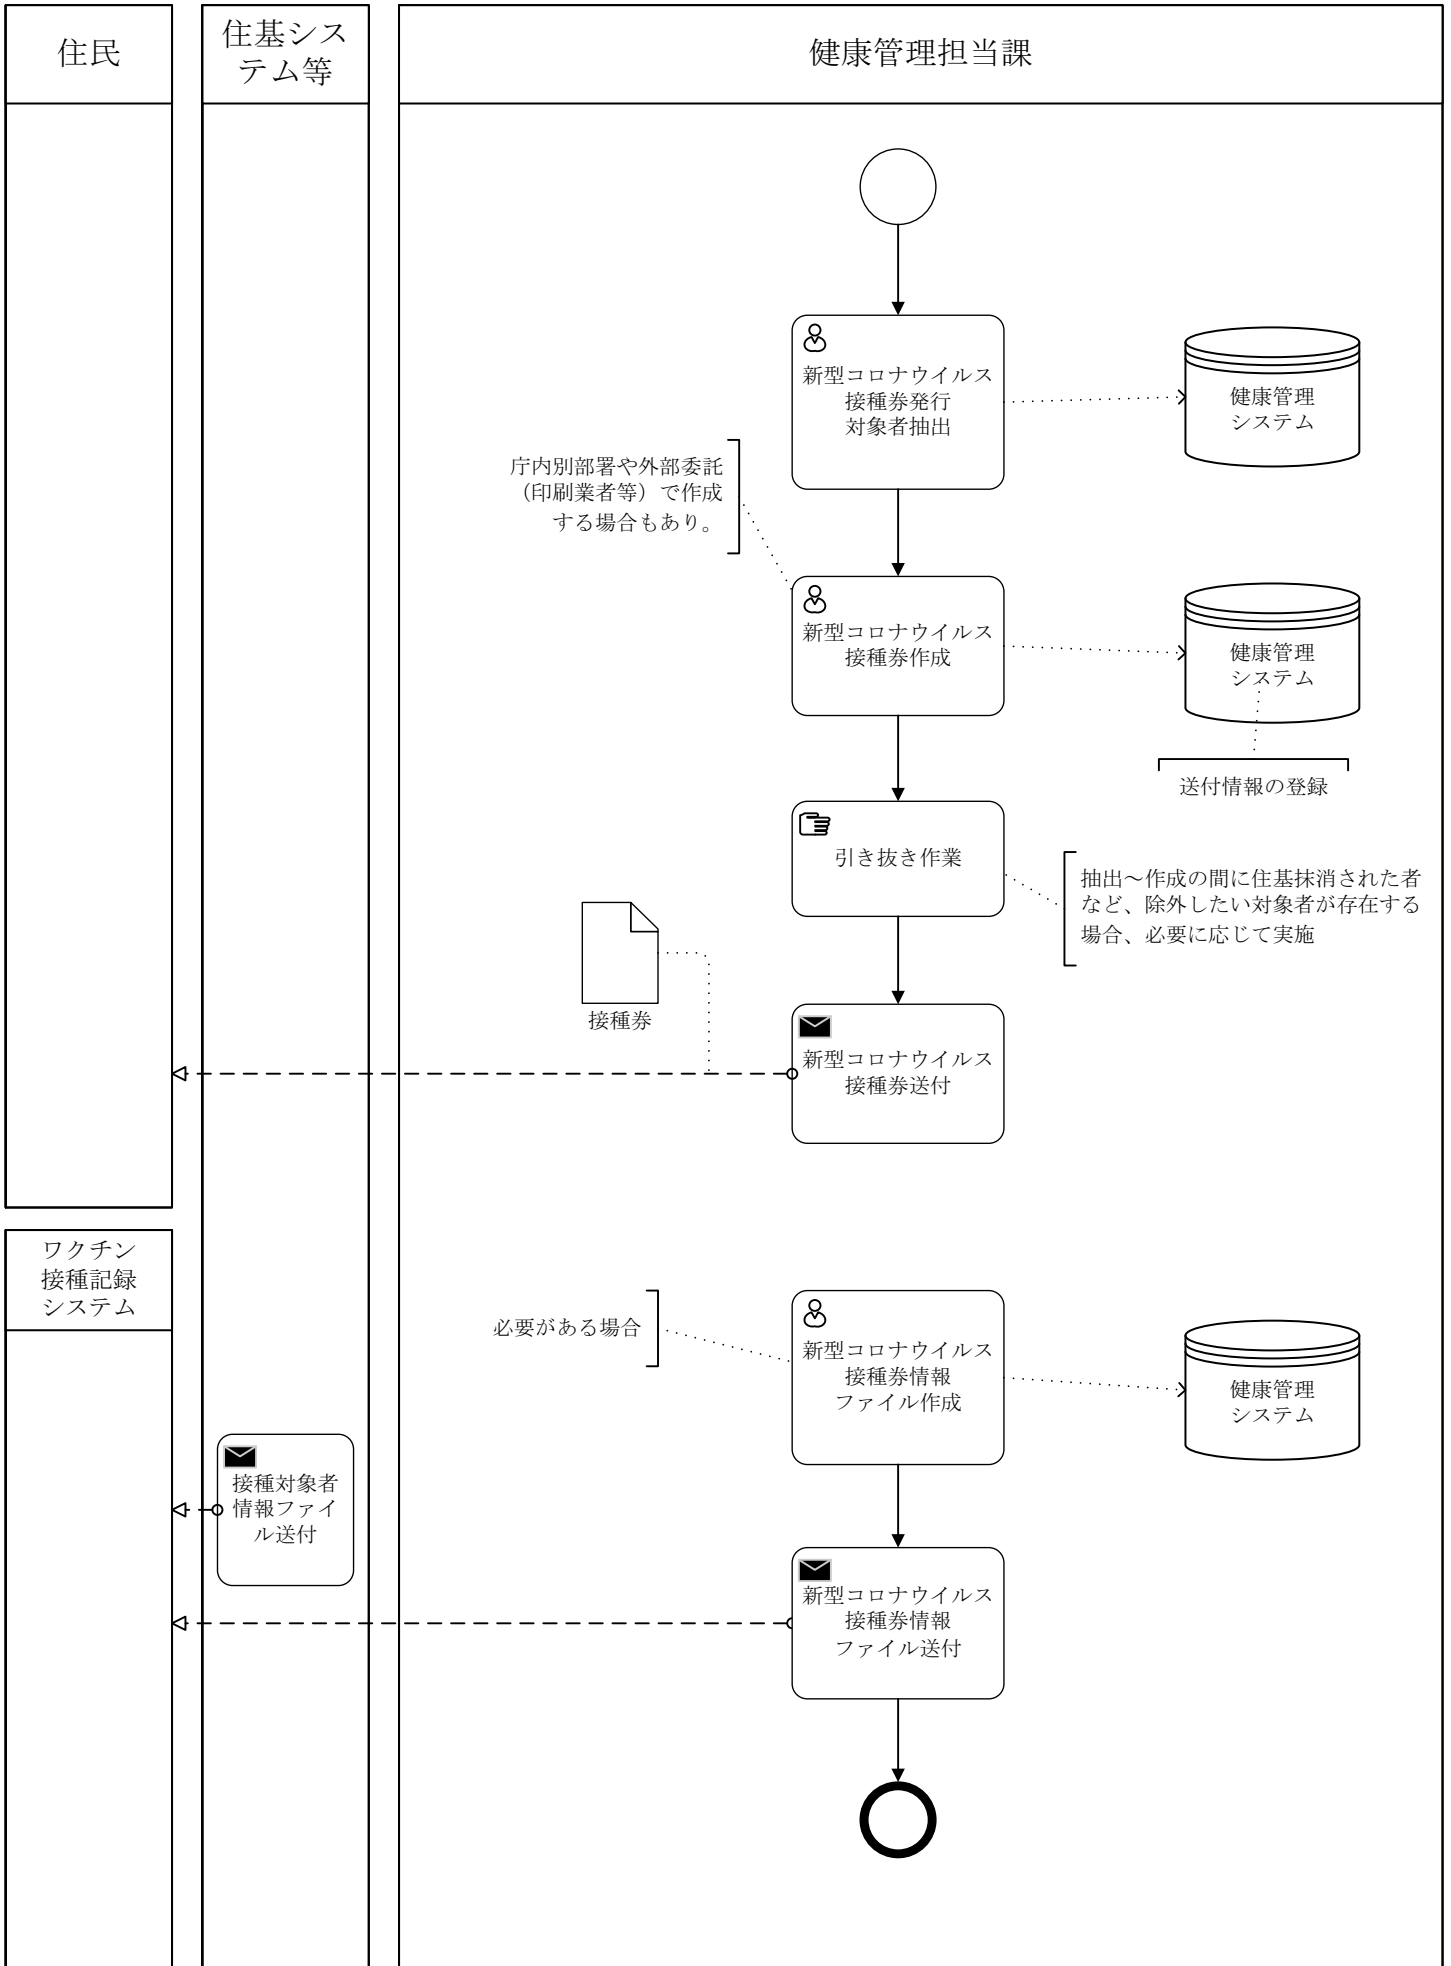 住民
住基シス
テム等
健康管理担当課
新型コロナウイルス
接種券発行
対象者抽出
健康管理
システム
庁内別部署や外部委託
（印刷業者等）で作成
する場合もあり。
新型コロナウイルス
接種券作成
健康管理
システム
送付情報の登録
引き抜き作業
抽出～作成の間に住基抹消された者
など、除外したい対象者が存在する
場合、必要に応じて実施
接種券
新型コロナウイルス
接種券送付
ワクチン
接種記録
システム
必要がある場合
新型コロナウイルス
接種券情報
ファイル作成
健康管理
システム
接種対象者
情報ファイ
ル送付
新型コロナウイルス
接種券情報
ファイル送付